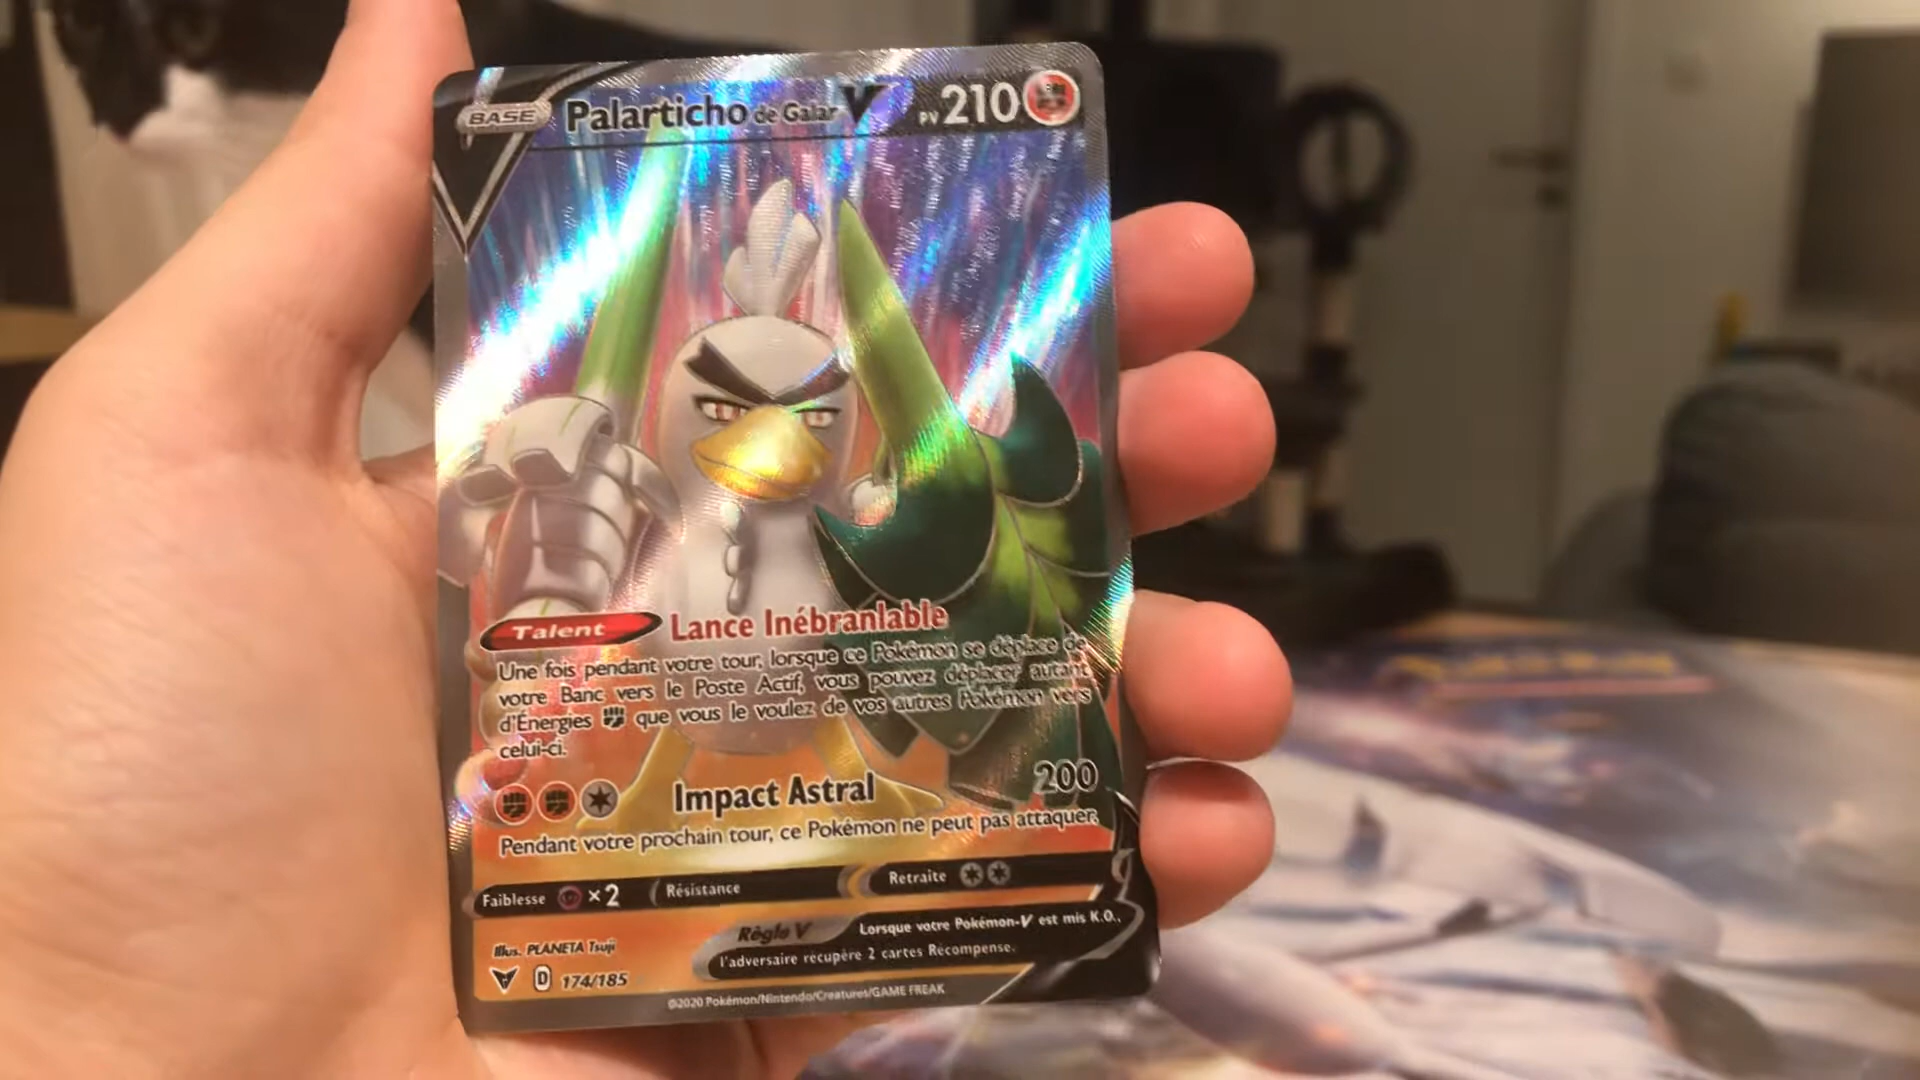 BASE Palarticho de Galar V PV 210
Talent Lance Inébranlable
Une fois pendant votre tour, lorsque ce Pokémon se déplace de
votre Banc vers le Poste Actif, vous pouvez déplacer autant
d'Énergies que vous le voulez de vos autres Pokémon vers
celui-ci.
Impact Astral 200
Pendant votre prochain tour, ce Pokémon ne peut pas attaquer.
Faiblesse ×2 Résistance Retraite
Règle V Lorsque votre Pokémon-V est mis K.O.,
l'adversaire récupère 2 cartes Récompense.
Illus. PLANETA Tsuji
D 174/185
©2020 Pokémon/Nintendo/Creatures/GAME FREAK